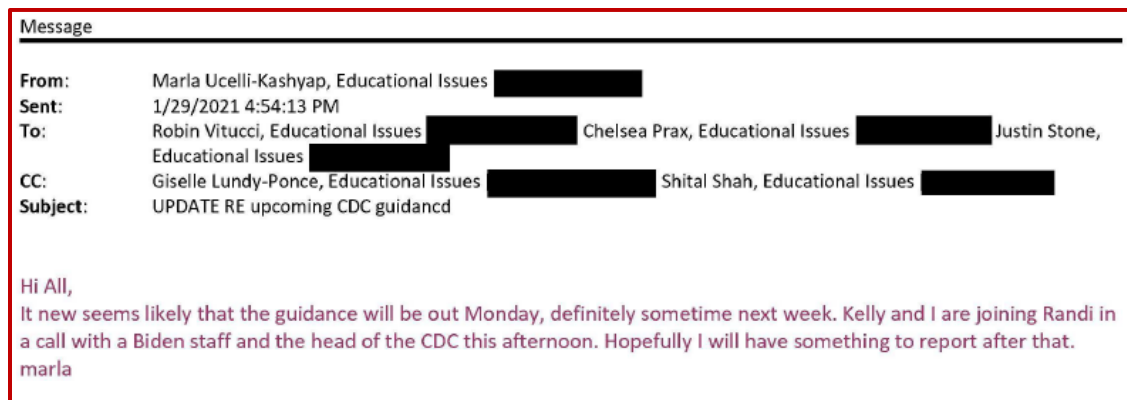 Message
From: Marla Ucelli-Kashyap, Educational Issues
Sent: 1/29/2021 4:54:13 PM
To: Robin Vitucci, Educational Issues Chelsea Prax, Educational Issues Justin Stone,
Educational Issues
CC: Giselle Lundy-Ponce, Educational Issues Shital Shah, Educational Issues
Subject: UPDATE RE upcoming CDC guidancd
Hi All,
It new seems likely that the guidance will be out Monday, definitely sometime next week. Kelly and I are joining Randi in
a call with a Biden staff and the head of the CDC this afternoon. Hopefully I will have something to report after that.
marla